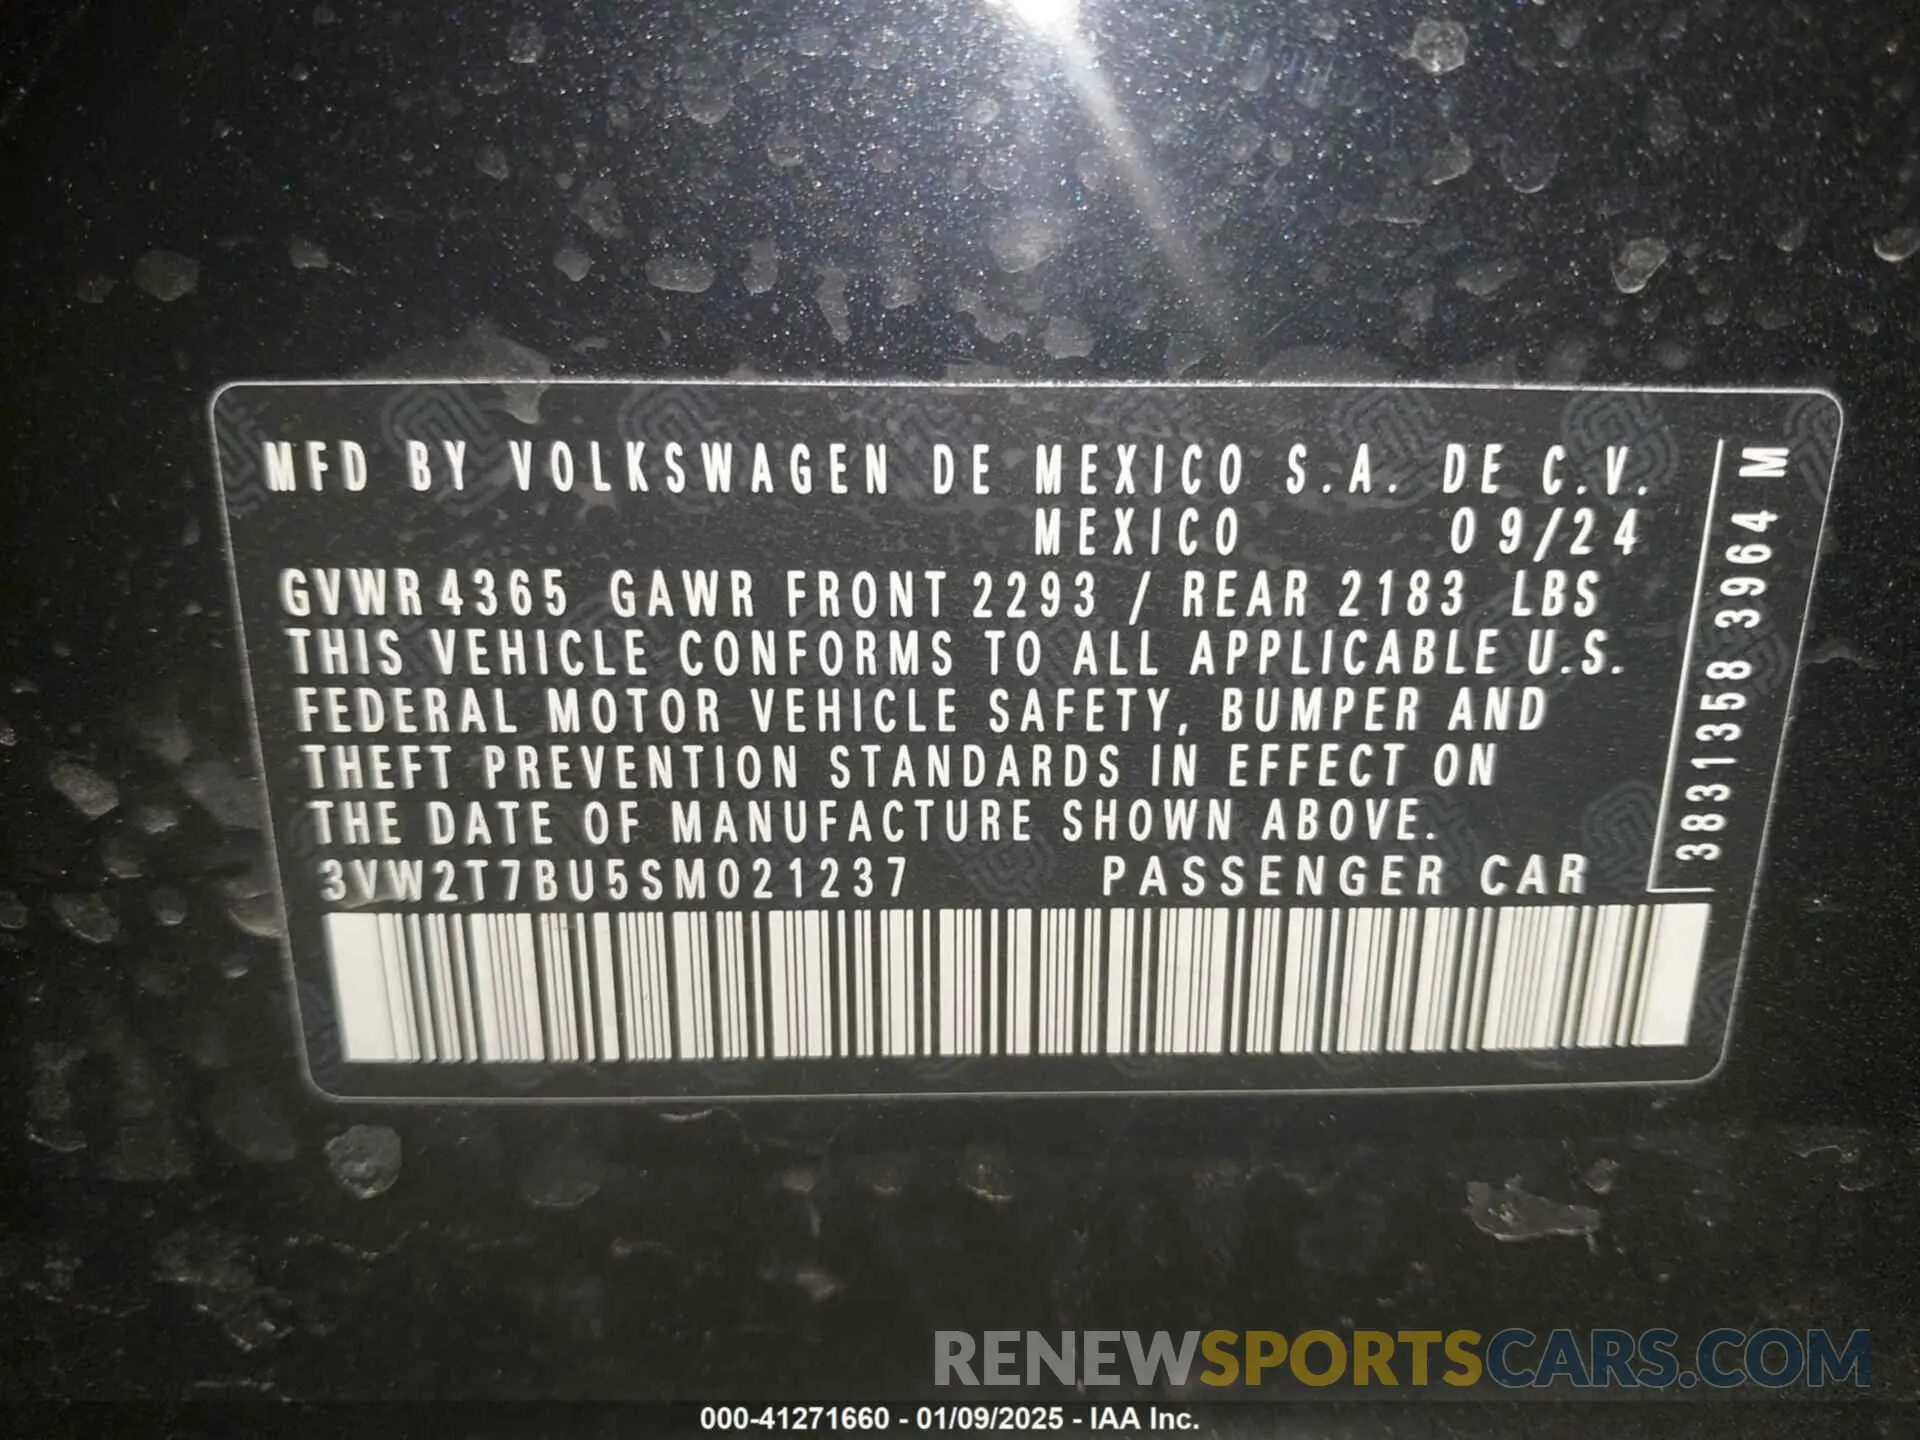 MFD BY VOLKSWAGEN DE MEXICO S.A. DE C.V.
MEXICO 09/24
GVWR 4365 GAWR FRONT 2293 / REAR 2183 LBS
THIS VEHICLE CONFORMS TO ALL APPLICABLE U.S.
FEDERAL MOTOR VEHICLE SAFETY, BUMPER AND
THEFT PREVENTION STANDARDS IN EFFECT ON
THE DATE OF MANUFACTURE SHOWN ABOVE.
3VW2T7BU5SM021237 PASSENGER CAR
3831358 3964 M
RENEWSPORTSCARS.COM
000-41271660 - 01/09/2025 - IAA Inc.